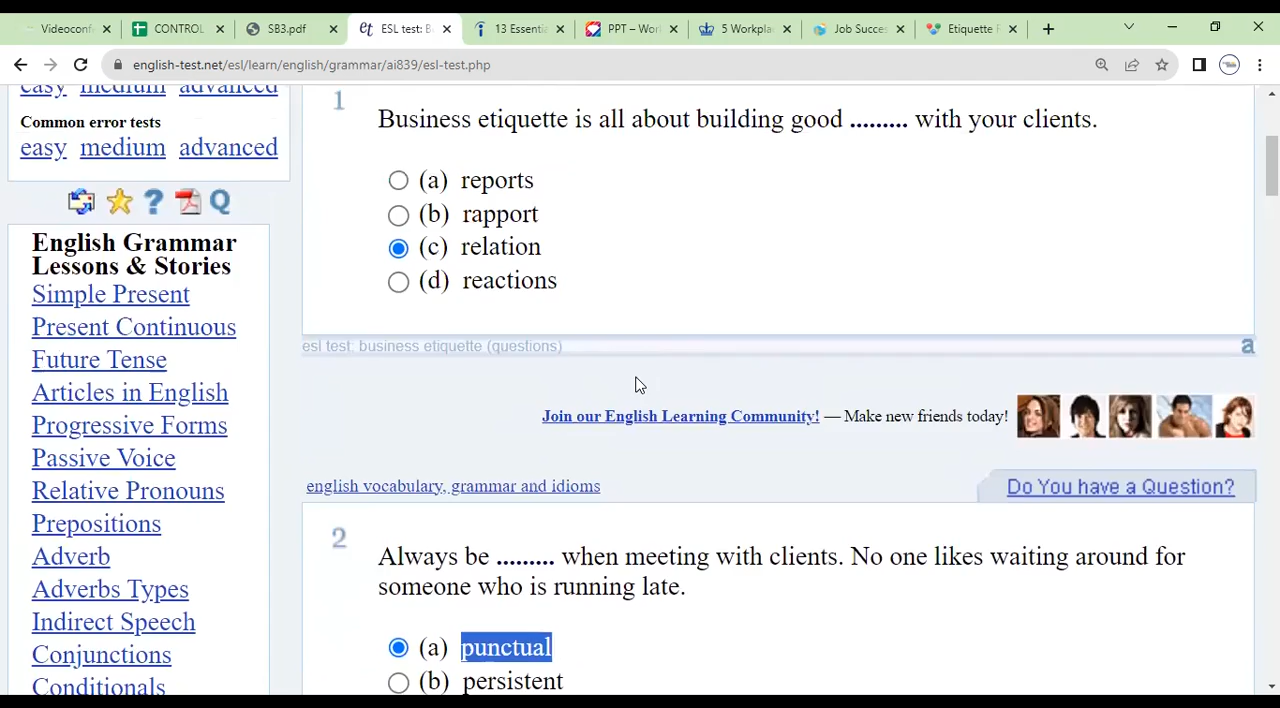 Videoconf
CONTROL
SB3.pdf
ESL test: B
13 Essentia
PPT – Wor
5 Workpla
Job Succes
Etiquette F
english-test.net/esl/learn/english/grammar/ai839/esl-test.php
easy medium advanced
Common error tests
easy medium advanced
English Grammar
Lessons & Stories
Simple Present
Present Continuous
Future Tense
Articles in English
Progressive Forms
Passive Voice
Relative Pronouns
Prepositions
Adverb
Adverbs Types
Indirect Speech
Conjunctions
Conditionals
1
Business etiquette is all about building good ......... with your clients.
(a) reports
(b) rapport
(c) relation
(d) reactions
esl test: business etiquette (questions)
a
Join our English Learning Community! — Make new friends today!
english vocabulary, grammar and idioms
Do You have a Question?
2
Always be ......... when meeting with clients. No one likes waiting around for
someone who is running late.
(a) punctual
(b) persistent